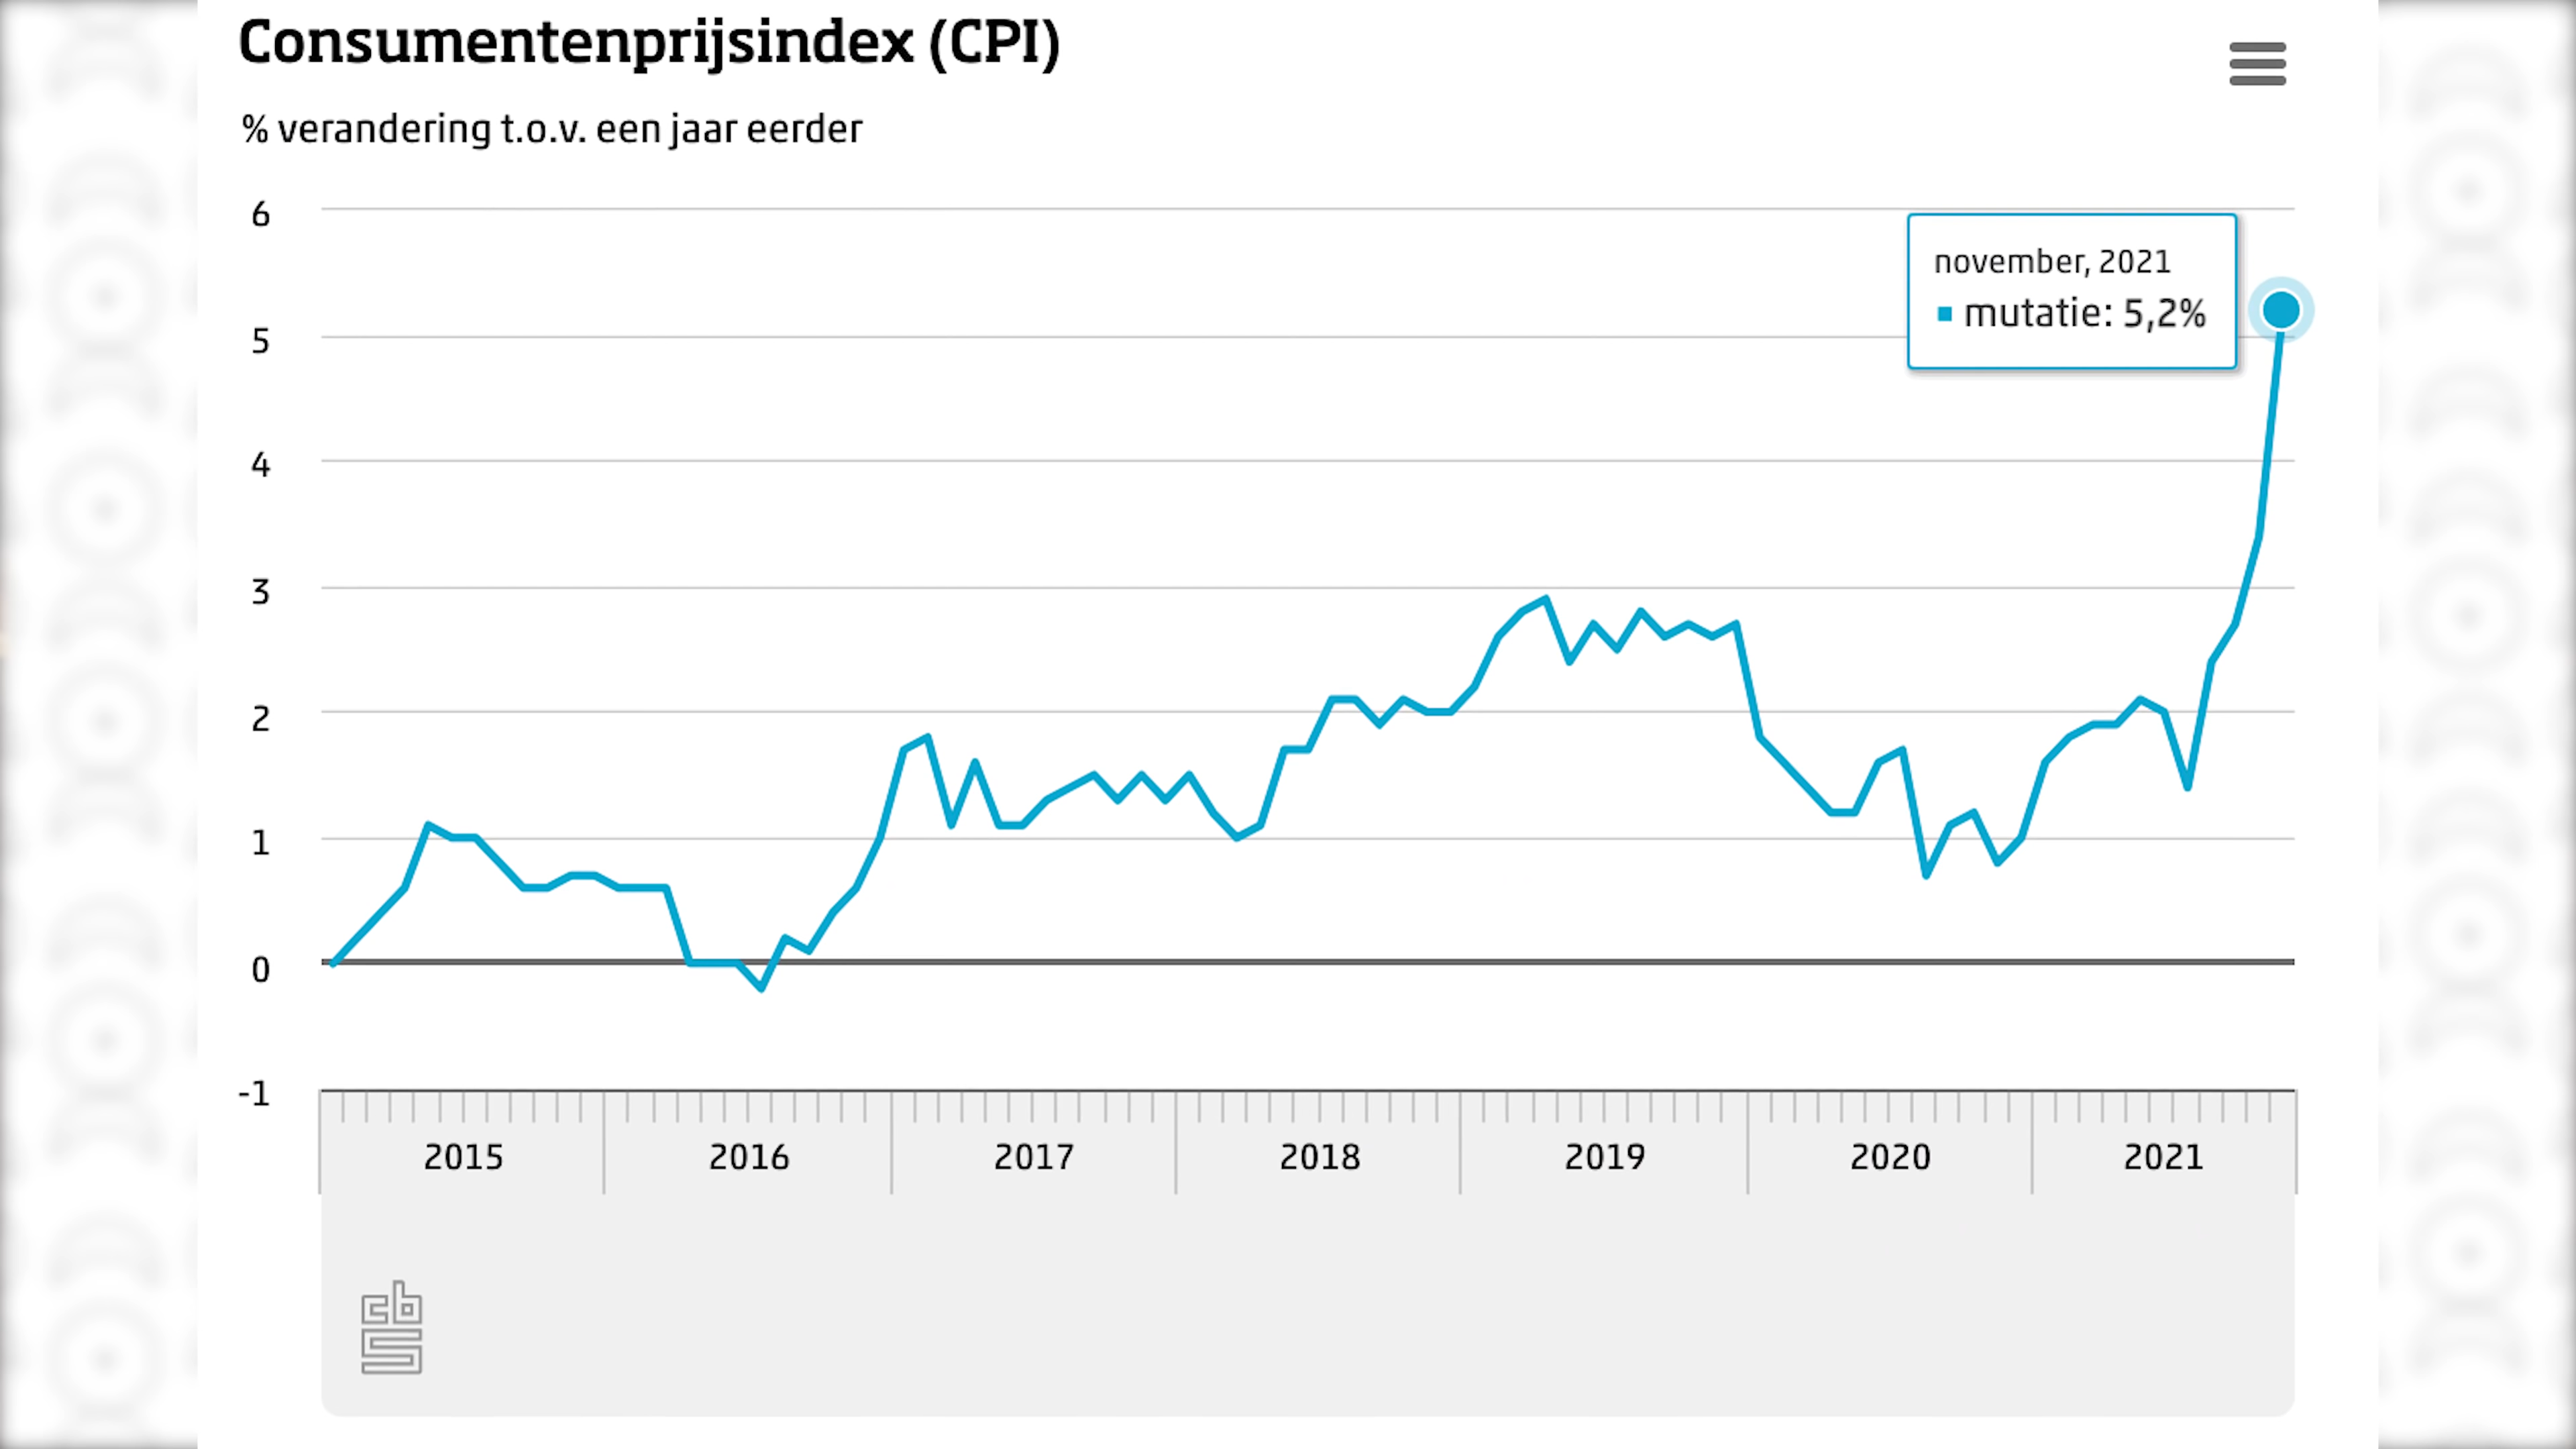 Consumentenprijsindex (CPI)
% verandering t.o.v. een jaar eerder
6
november, 2021
mutatie: 5,2%
5
4
3
2
1
0
-1
2015 2016 2017 2018 2019 2020 2021
cbs